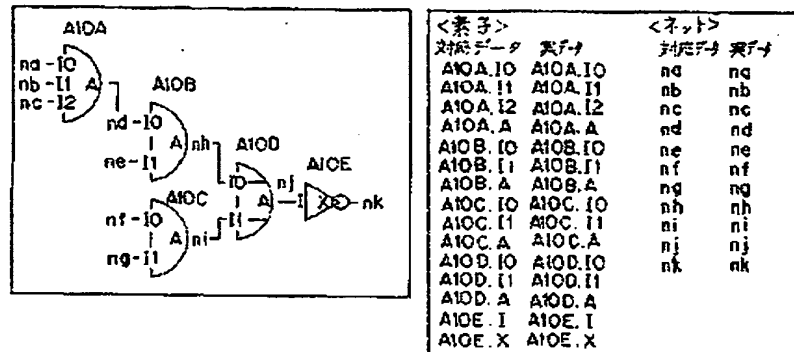 A10A
na-I0
nb-I1
nc-I2
A
A10B
nd-I0
ne-I1
A
nh
A10C
nf-I0
ng-I1
A
ni
A10D
I0
I1
A
nj
A10E
I
X
nk
<素子> <ネット>
対応データ 実データ 対応データ 実データ
A10A.I0 A10A.I0 na na
A10A.I1 A10A.I1 nb nb
A10A.I2 A10A.I2 nc nc
A10A.A A10A.A nd nd
A10B.I0 A10B.I0 ne ne
A10B.I1 A10B.I1 nf nf
A10B.A A10B.A ng ng
A10C.I0 A10C.I0 nh nh
A10C.I1 A10C.I1 ni ni
A10C.A A10C.A nj nj
A10D.I0 A10D.I0 nk nk
A10D.I1 A10D.I1
A10D.A A10D.A
A10E.I A10E.I
A10E.X A10E.X